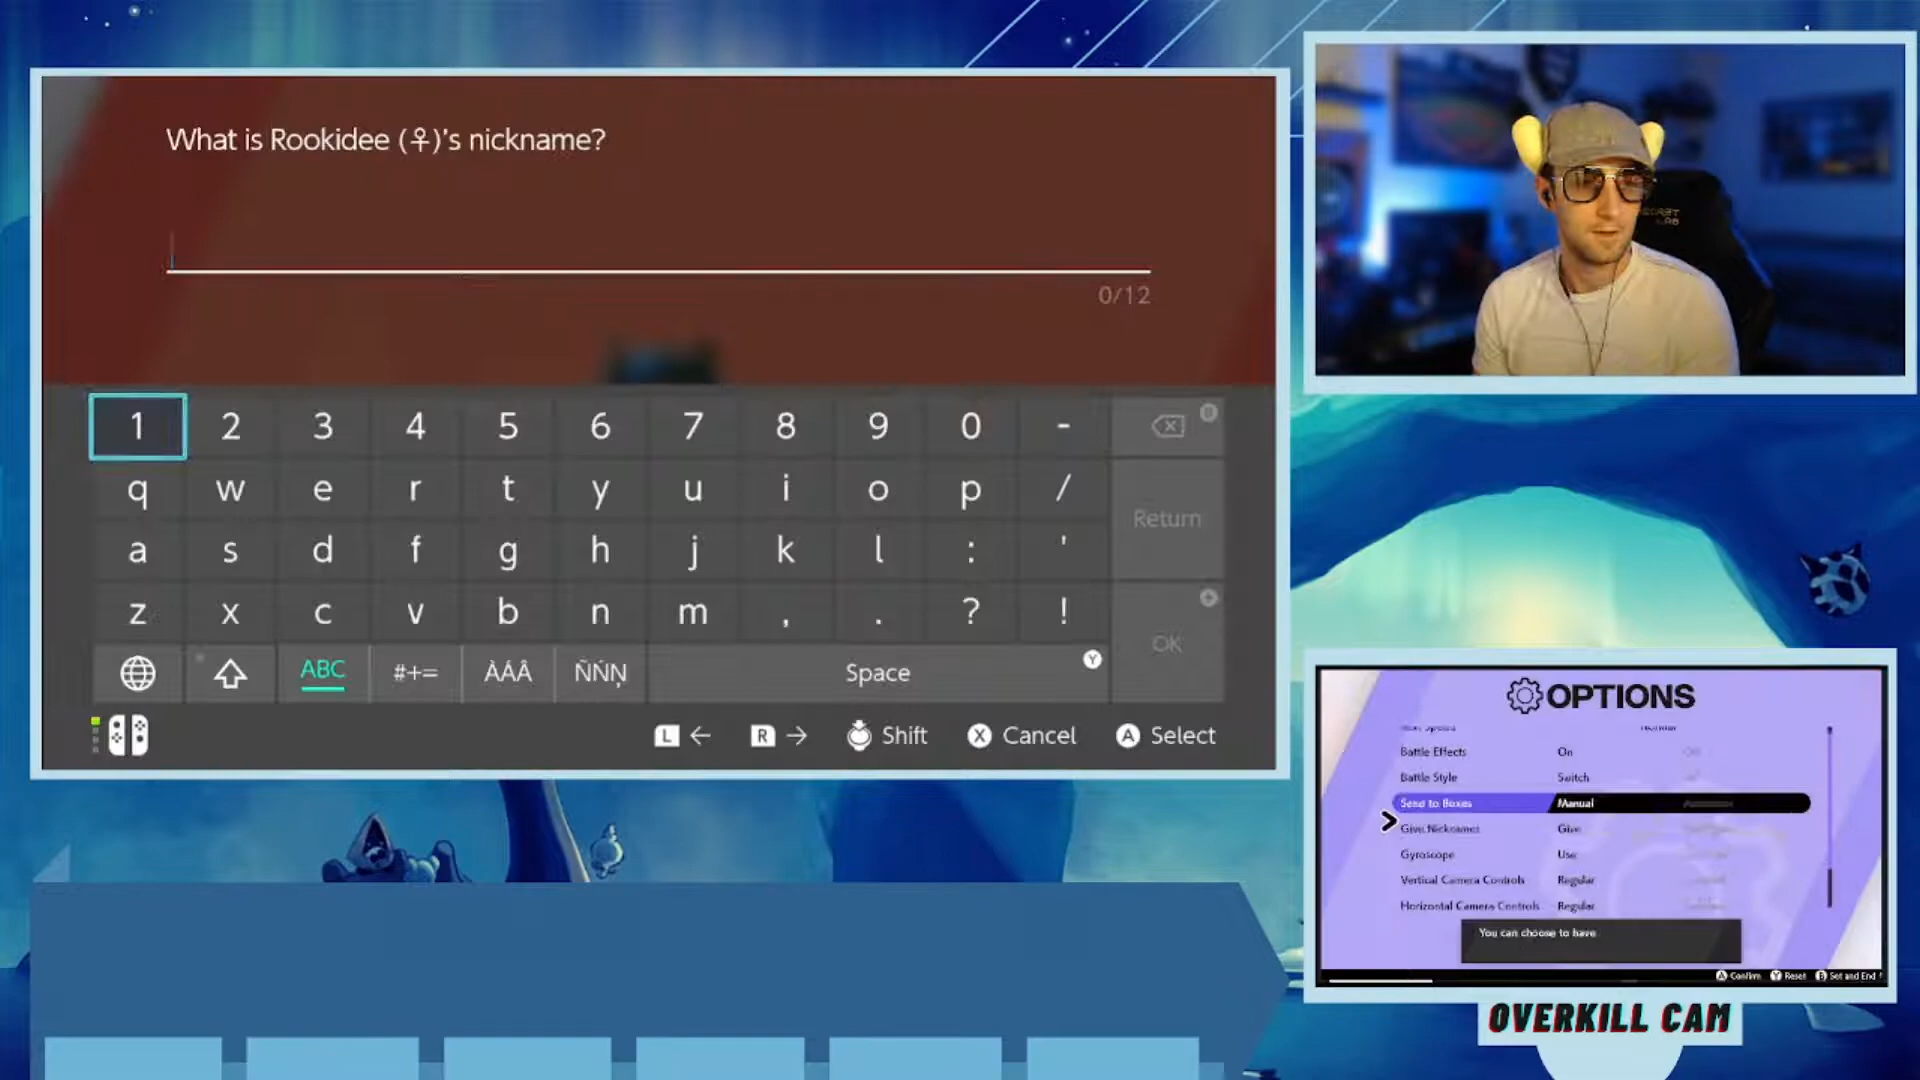 What is Rookidee (♀)'s nickname?
0/12
1 2 3 4 5 6 7 8 9 0 -
q w e r t y u i o p /
Return
a s d f g h j k l : '
z x c v b n m , . ? !
OK
ABC #+= ÀÁÂ ÑŃŅ Space Y
L ← R → Shift X Cancel A Select
SECRET LAB
OPTIONS
Battle Effects On
Battle Style Switch
Send to Boxes Manual
Give Nicknames Give
Gyroscope Use
Vertical Camera Controls Regular
Horizontal Camera Controls Regular
You can choose to have
A Confirm Y Reset B Set and End
OVERKILL CAM